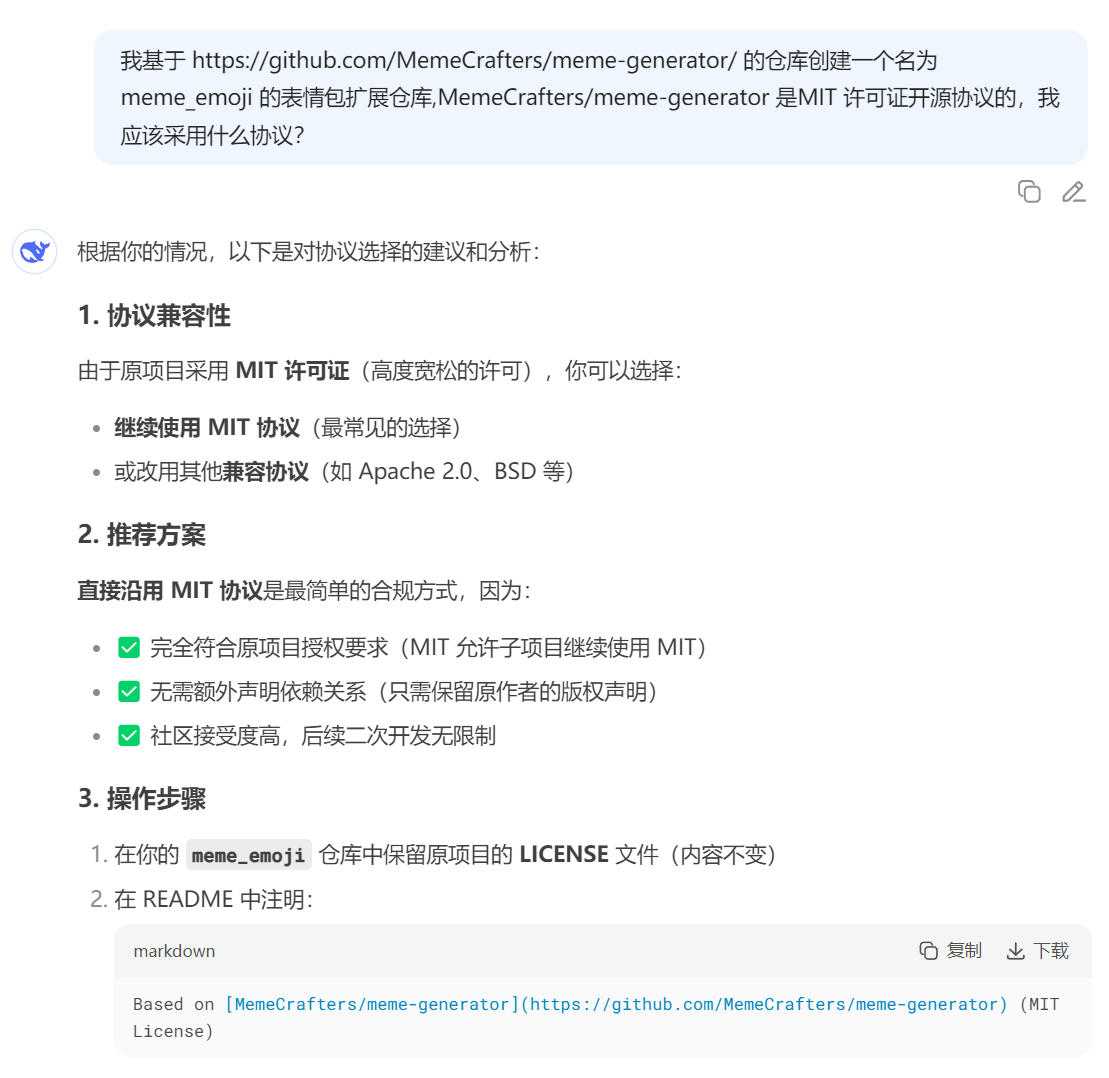 我基于 https://github.com/MemeCrafters/meme-generator/ 的仓库创建一个名为
meme_emoji 的表情包扩展仓库,MemeCrafters/meme-generator 是MIT 许可证开源协议的，我
应该采用什么协议？
根据你的情况，以下是对协议选择的建议和分析：
1. 协议兼容性
由于原项目采用 MIT 许可证（高度宽松的许可），你可以选择：
• 继续使用 MIT 协议（最常见的选择）
• 或改用其他兼容协议（如 Apache 2.0、BSD 等）
2. 推荐方案
直接沿用 MIT 协议是最简单的合规方式，因为：
• ✅ 完全符合原项目授权要求（MIT 允许子项目继续使用 MIT）
• ✅ 无需额外声明依赖关系（只需保留原作者的版权声明）
• ✅ 社区接受度高，后续二次开发无限制
3. 操作步骤
1. 在你的 meme_emoji 仓库中保留原项目的 LICENSE 文件（内容不变）
2. 在 README 中注明：
markdown 复制 下载
Based on [MemeCrafters/meme-generator](https://github.com/MemeCrafters/meme-generator) (MIT
License)